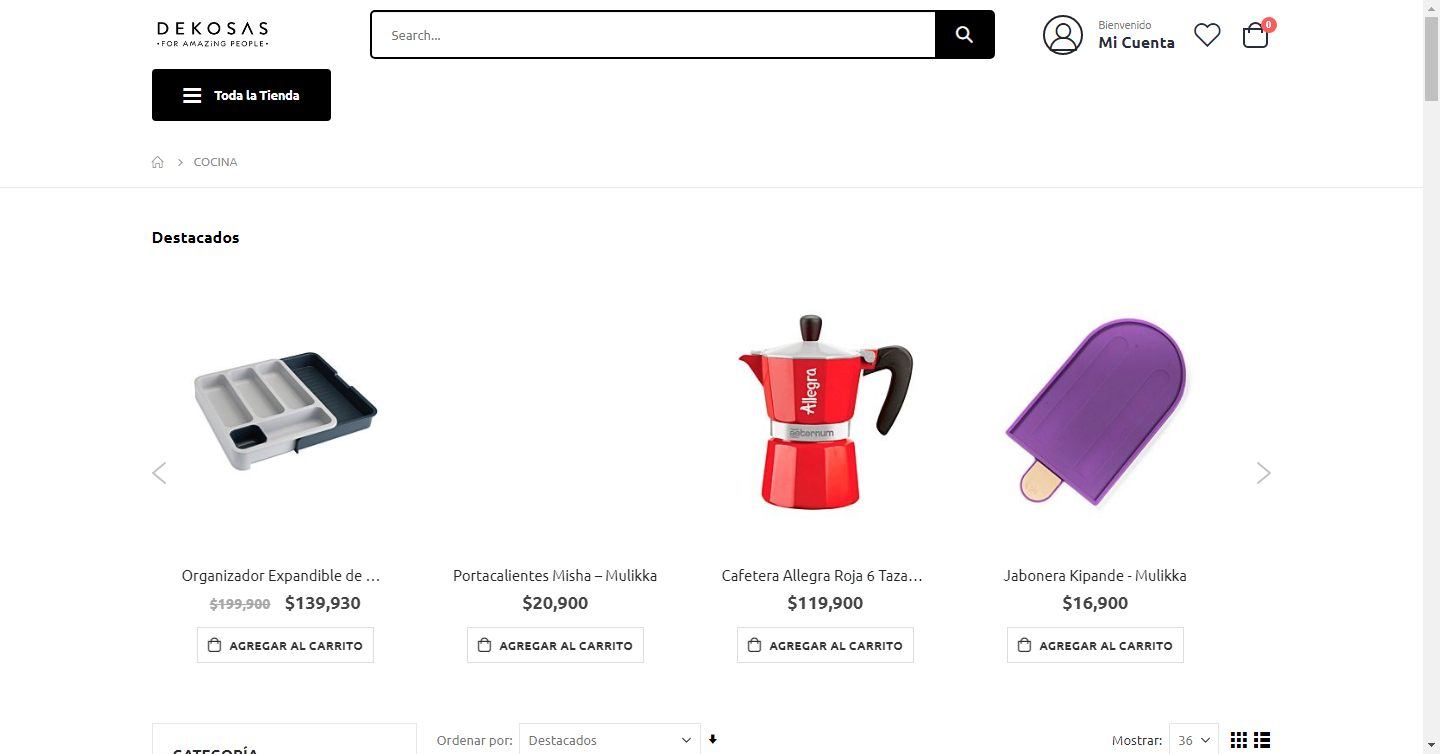 DEKOSAS
•FOR AMAZiNG PEOPLE•
Search...
Bienvenido
Mi Cuenta
0
Toda la Tienda
COCINA
Destacados
Allegra
aeternum
Organizador Expandible de …
$199,900 $139,930
AGREGAR AL CARRITO
Portacalientes Misha – Mulikka
$20,900
AGREGAR AL CARRITO
Cafetera Allegra Roja 6 Taza…
$119,900
AGREGAR AL CARRITO
Jabonera Kipande - Mulikka
$16,900
AGREGAR AL CARRITO
CATEGORÍA
Ordenar por: Destacados
Mostrar: 36